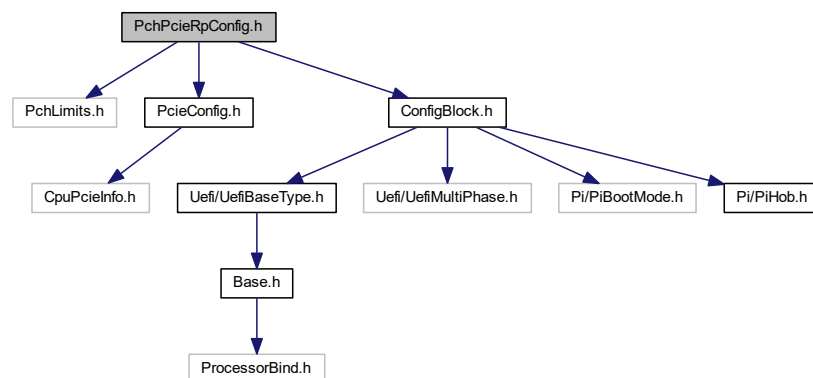 PchPcieRpConfig.h
PchLimits.h
PcieConfig.h
ConfigBlock.h
CpuPcieInfo.h
Uefi/UefiBaseType.h
Uefi/UefiMultiPhase.h
Pi/PiBootMode.h
Pi/PiHob.h
Base.h
ProcessorBind.h